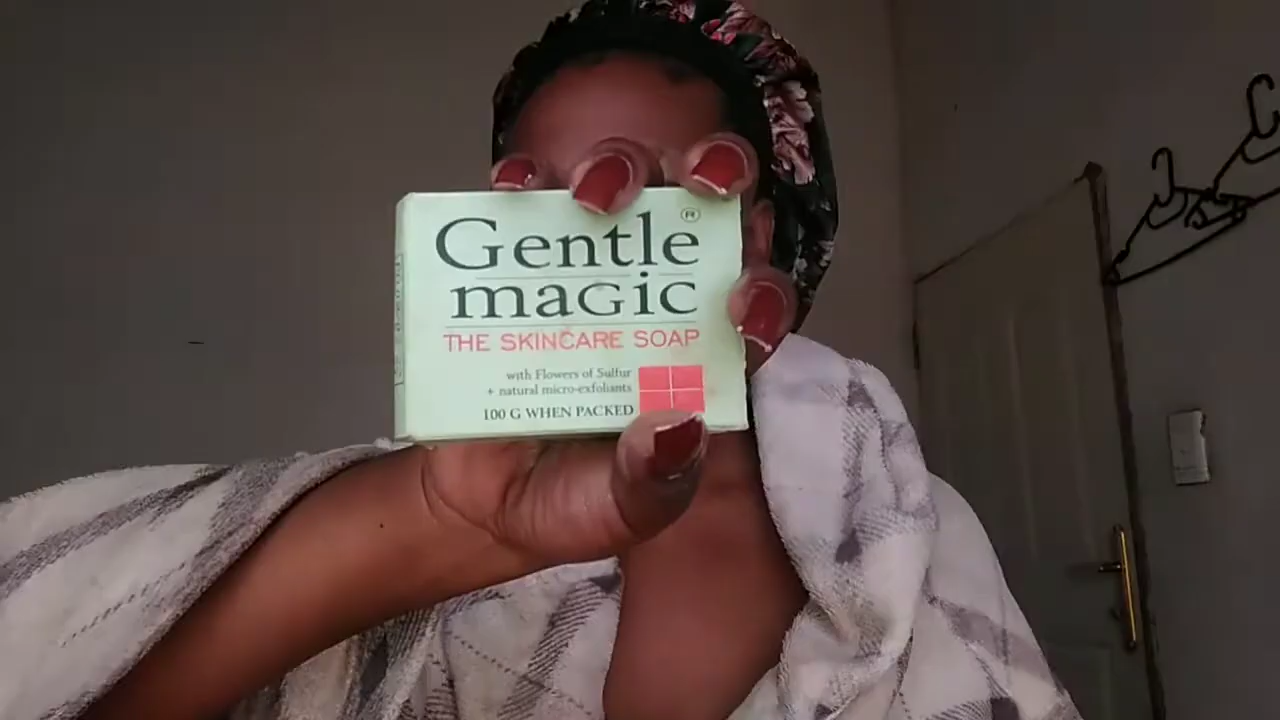 Gentle®
maGic
THE SKINCARE SOAP
with Flowers of Sulfur
+ natural micro-exfoliants
100 G WHEN PACKED